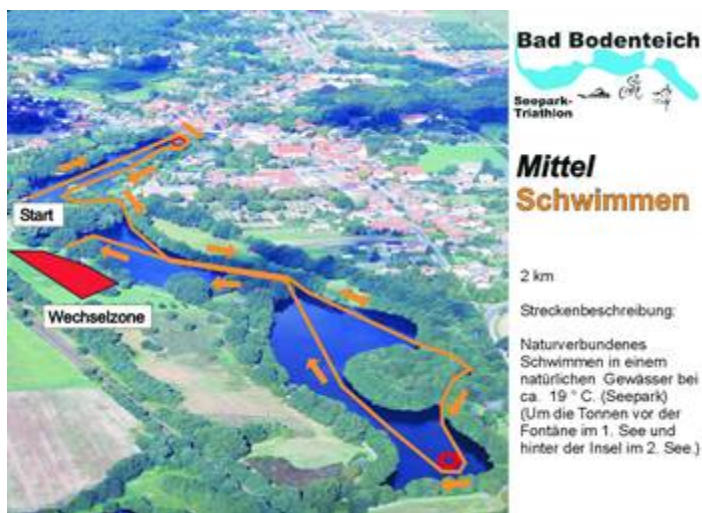 Bad Bodenteich
Seepark-
Triathlon
Mittel
Schwimmen
Start
Wechselzone
2 km
Streckenbeschreibung:
Naturverbundenes
Schwimmen in einem
natürlichen Gewässer bei
ca. 19 ° C. (Seepark)
(Um die Tonnen vor der
Fontäne im 1. See und
hinter der Insel im 2. See.)